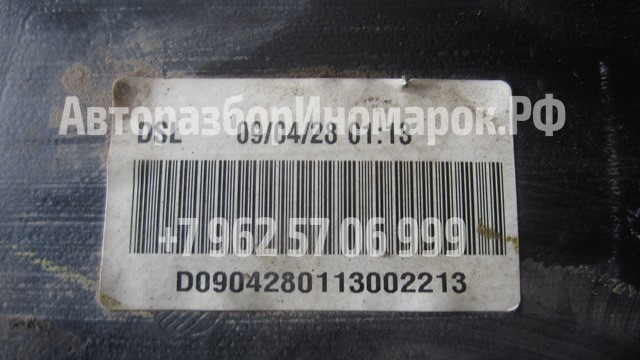 АвторазборИномарок.РФ
DSL 09/04/28 01:13
+7 962 57 06 999
D0904280113002213